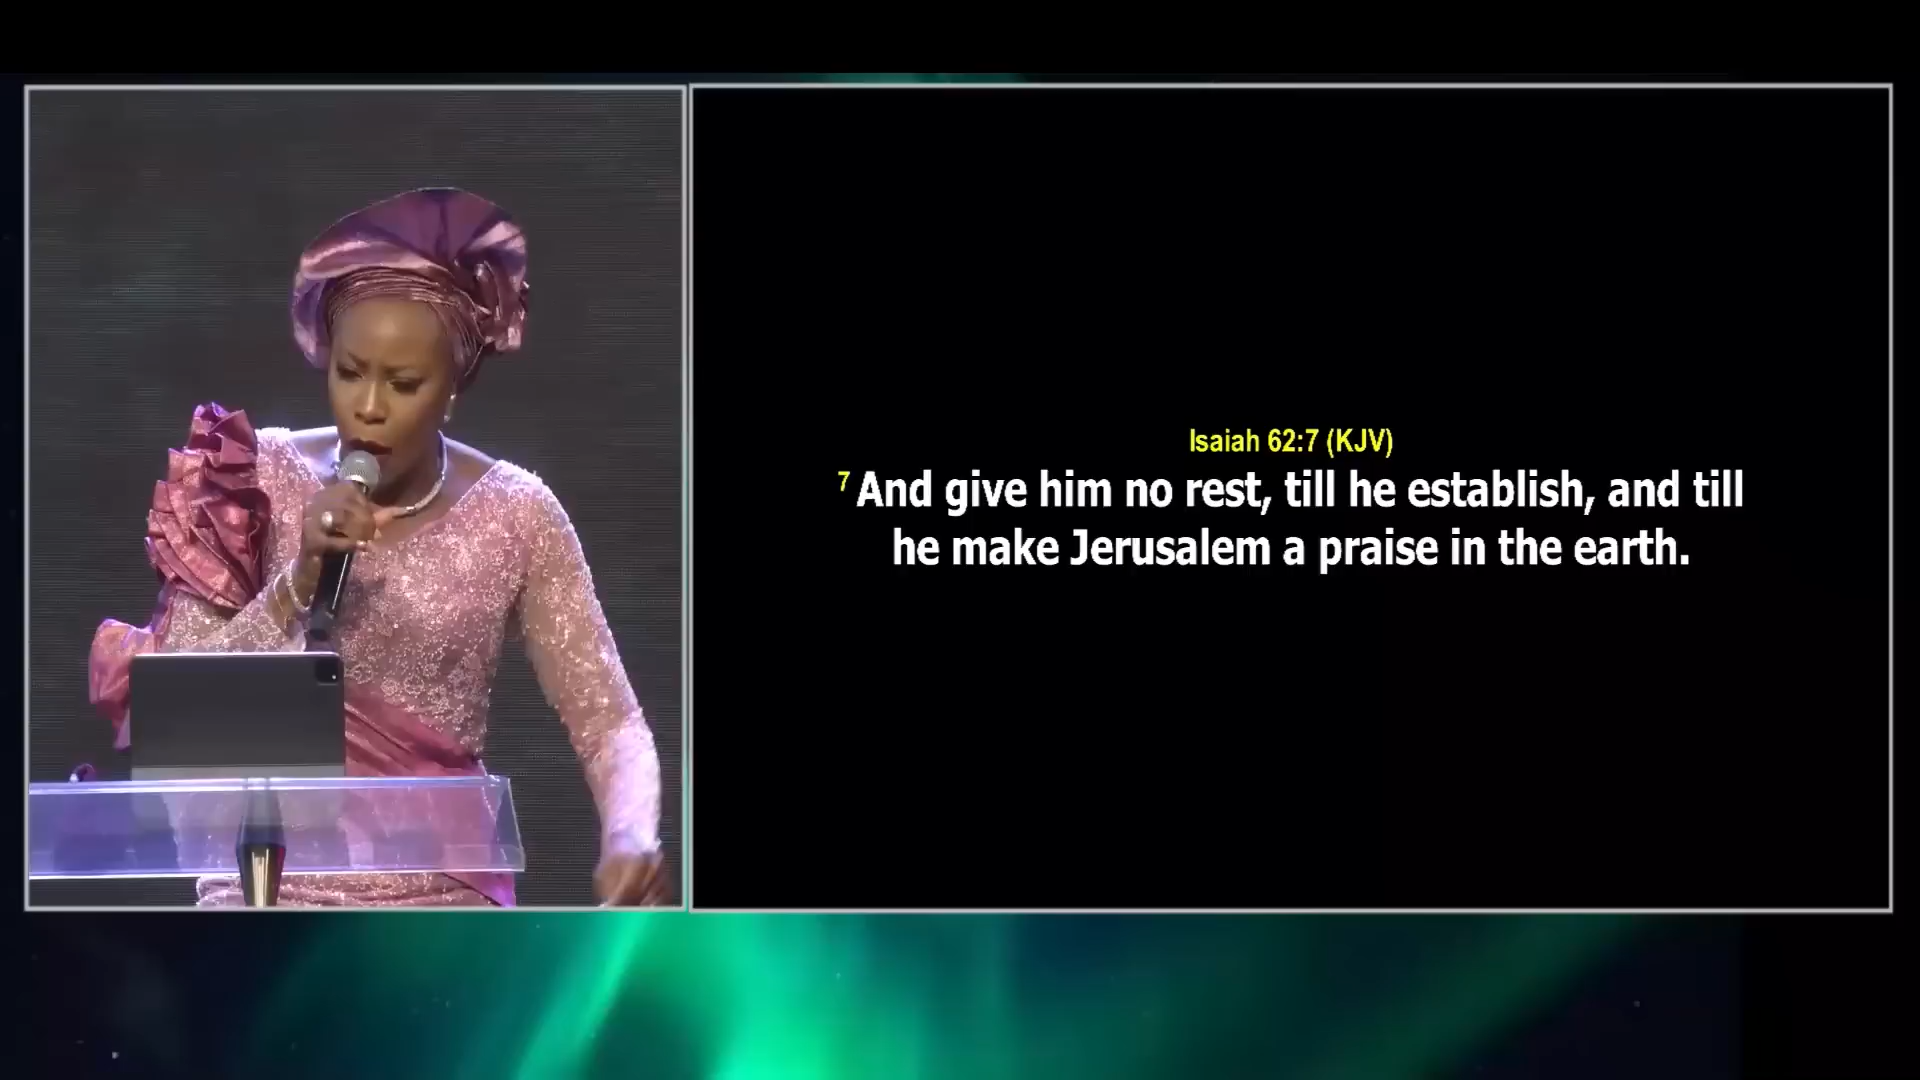 Isaiah 62:7 (KJV)
7 And give him no rest, till he establish, and till
he make Jerusalem a praise in the earth.